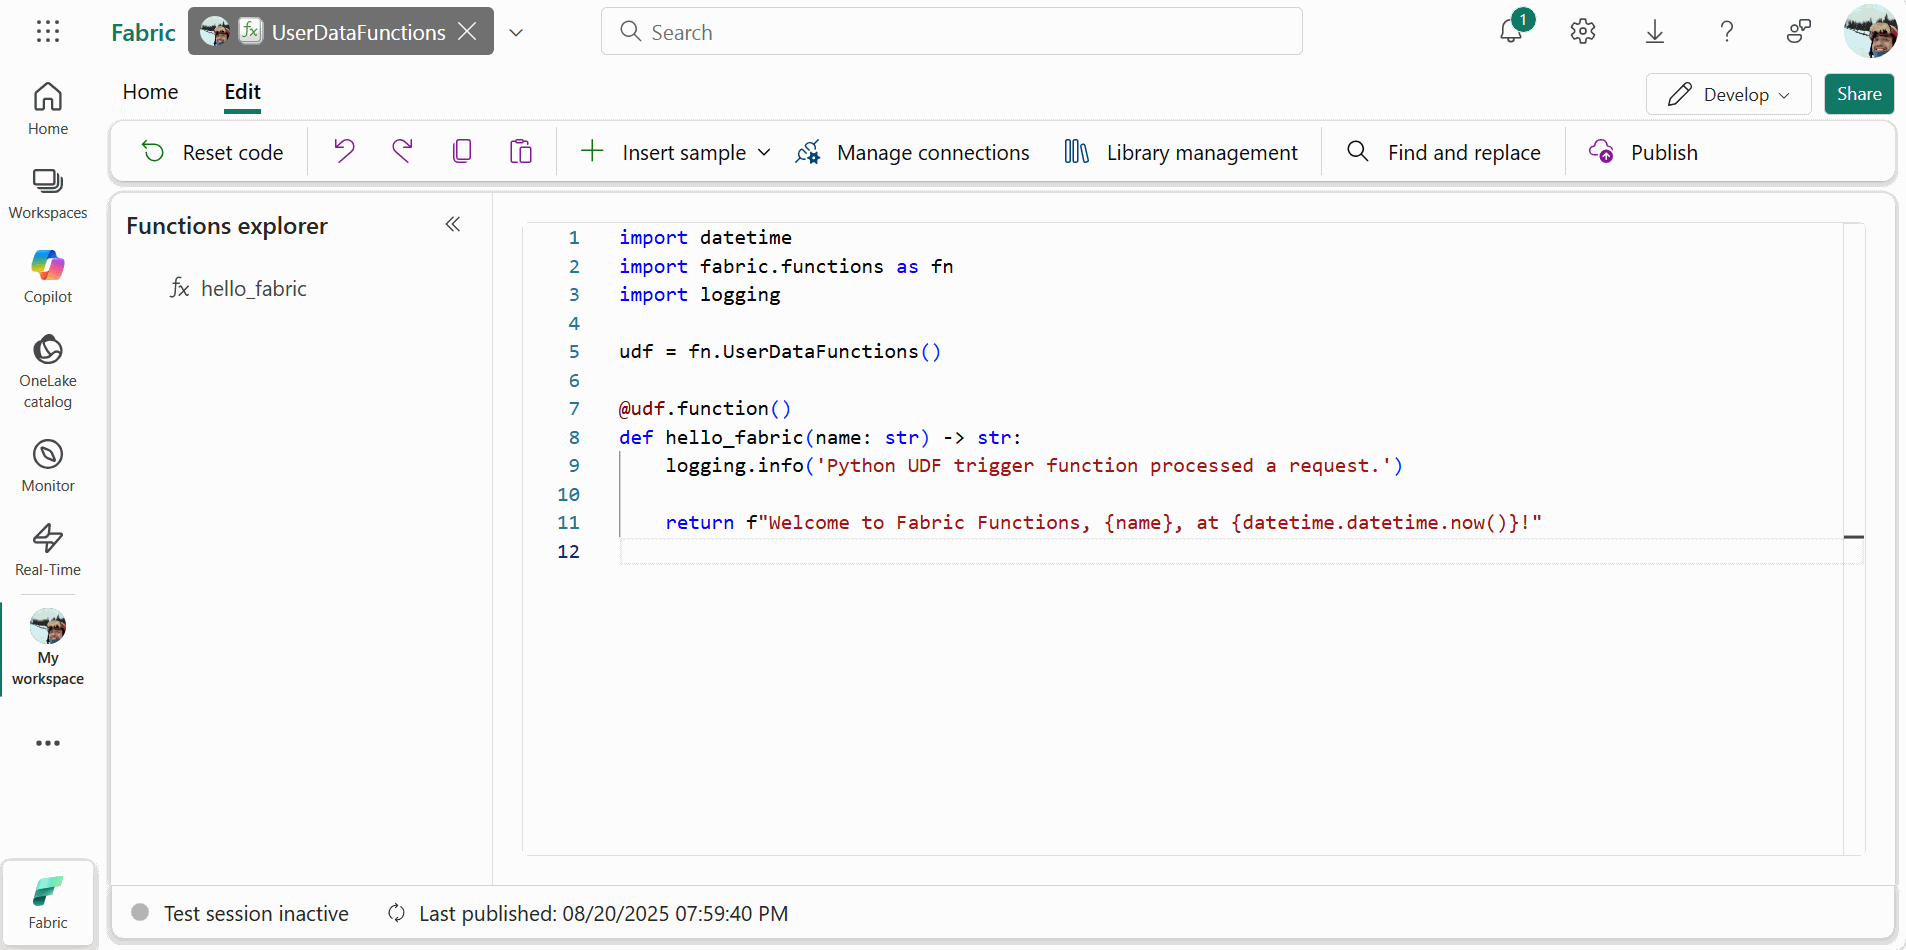 Fabric
UserDataFunctions
Search
1
Home
Edit
Develop
Share
Reset code
Insert sample
Manage connections
Library management
Find and replace
Publish
Home
Workspaces
Copilot
OneLake
catalog
Monitor
Real-Time
My
workspace
Fabric
Functions explorer
fx hello_fabric
1 import datetime
2 import fabric.functions as fn
3 import logging
4
5 udf = fn.UserDataFunctions()
6
7 @udf.function()
8 def hello_fabric(name: str) -> str:
9     logging.info('Python UDF trigger function processed a request.')
10
11     return f"Welcome to Fabric Functions, {name}, at {datetime.datetime.now()}!"
12
Test session inactive
Last published: 08/20/2025 07:59:40 PM